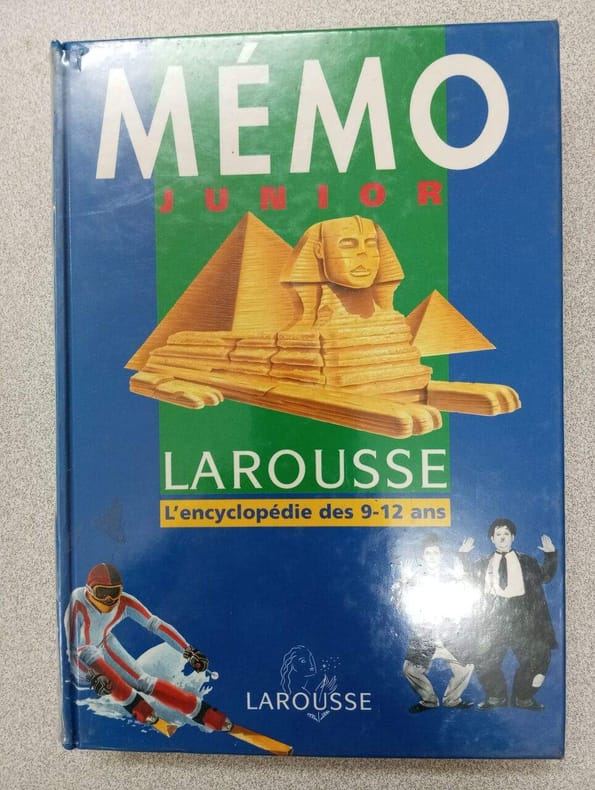 MÉMO
JUNIOR
LAROUSSE
L'encyclopédie des 9-12 ans
LAROUSSE